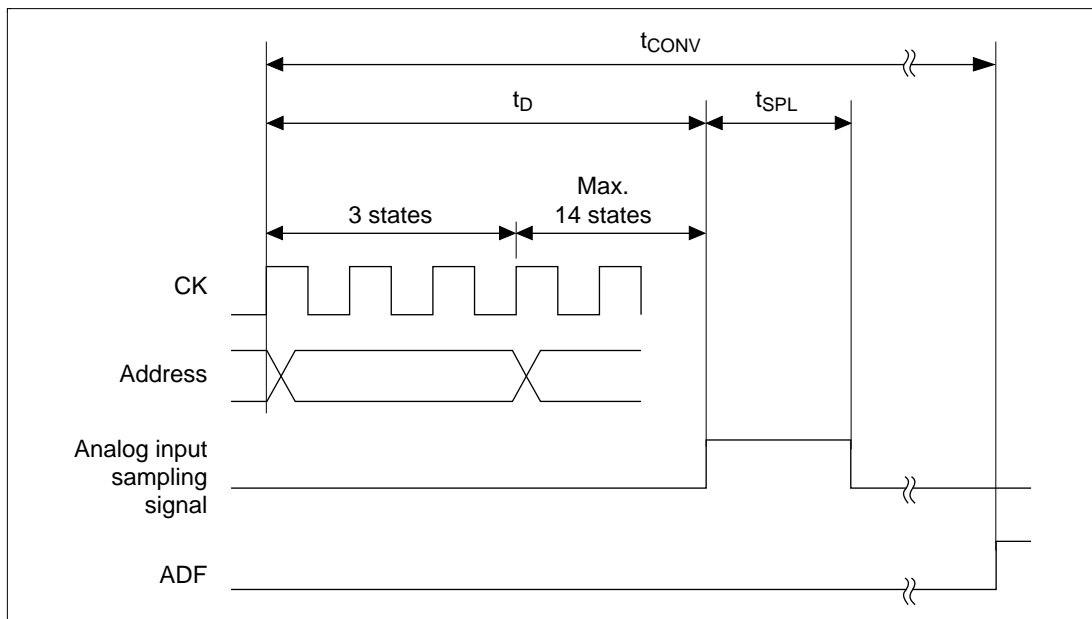 tCONV
tD
tSPL
Max.
3 states
14 states
CK
Address
Analog input
sampling
signal
ADF